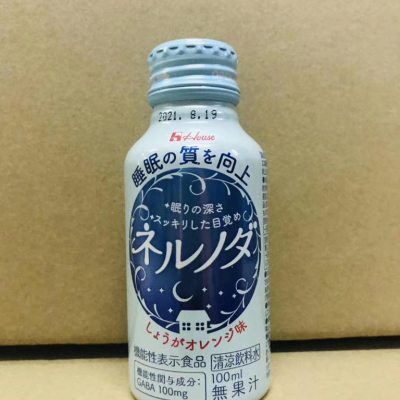 2021. 8.19
House
睡眠の質を向上
眠りの深さ
スッキリした目覚め
ネルノダ
しょうがオレンジ味
機能性表示食品
清涼飲料水
機能性関与成分:
GABA 100mg
100ml
無果汁